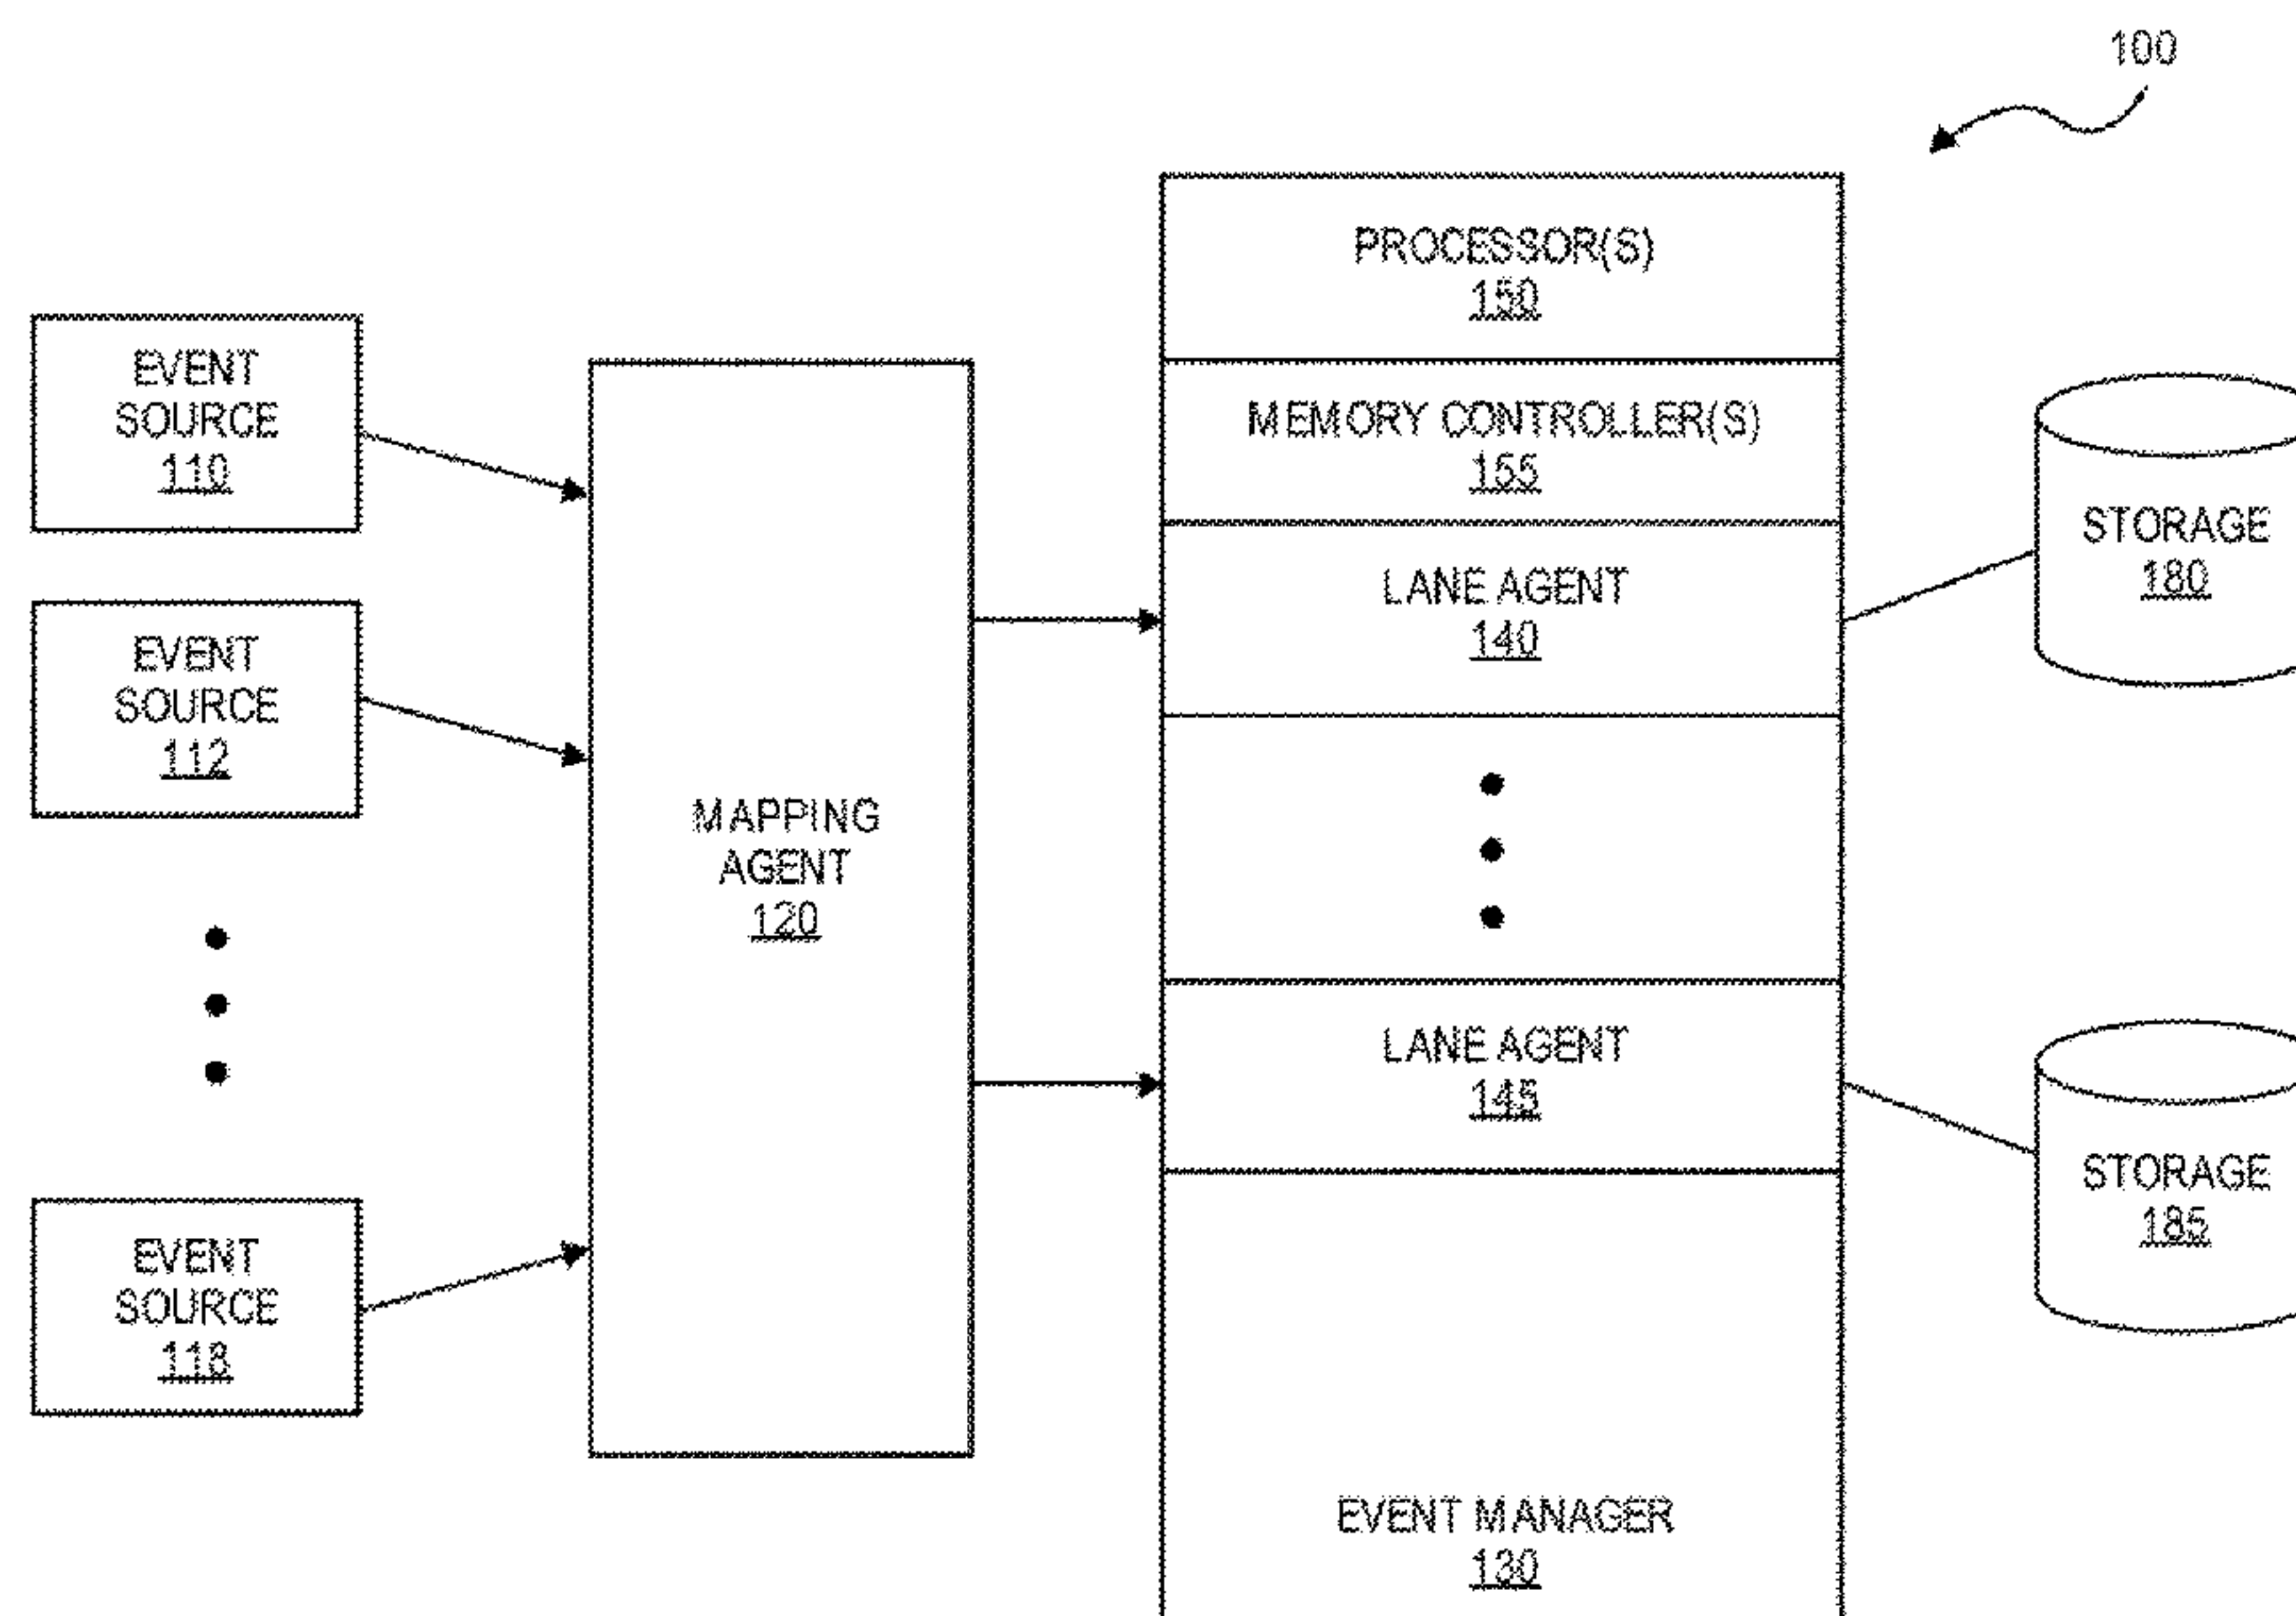 100
PROCESSOR(S)
150
MEMORY CONTROLLER(S)
155
EVENT
SOURCE
110
EVENT
SOURCE
112
EVENT
SOURCE
118
MAPPING
AGENT
120
LANE AGENT
140
LANE AGENT
145
EVENT MANAGER
130
STORAGE
180
STORAGE
185